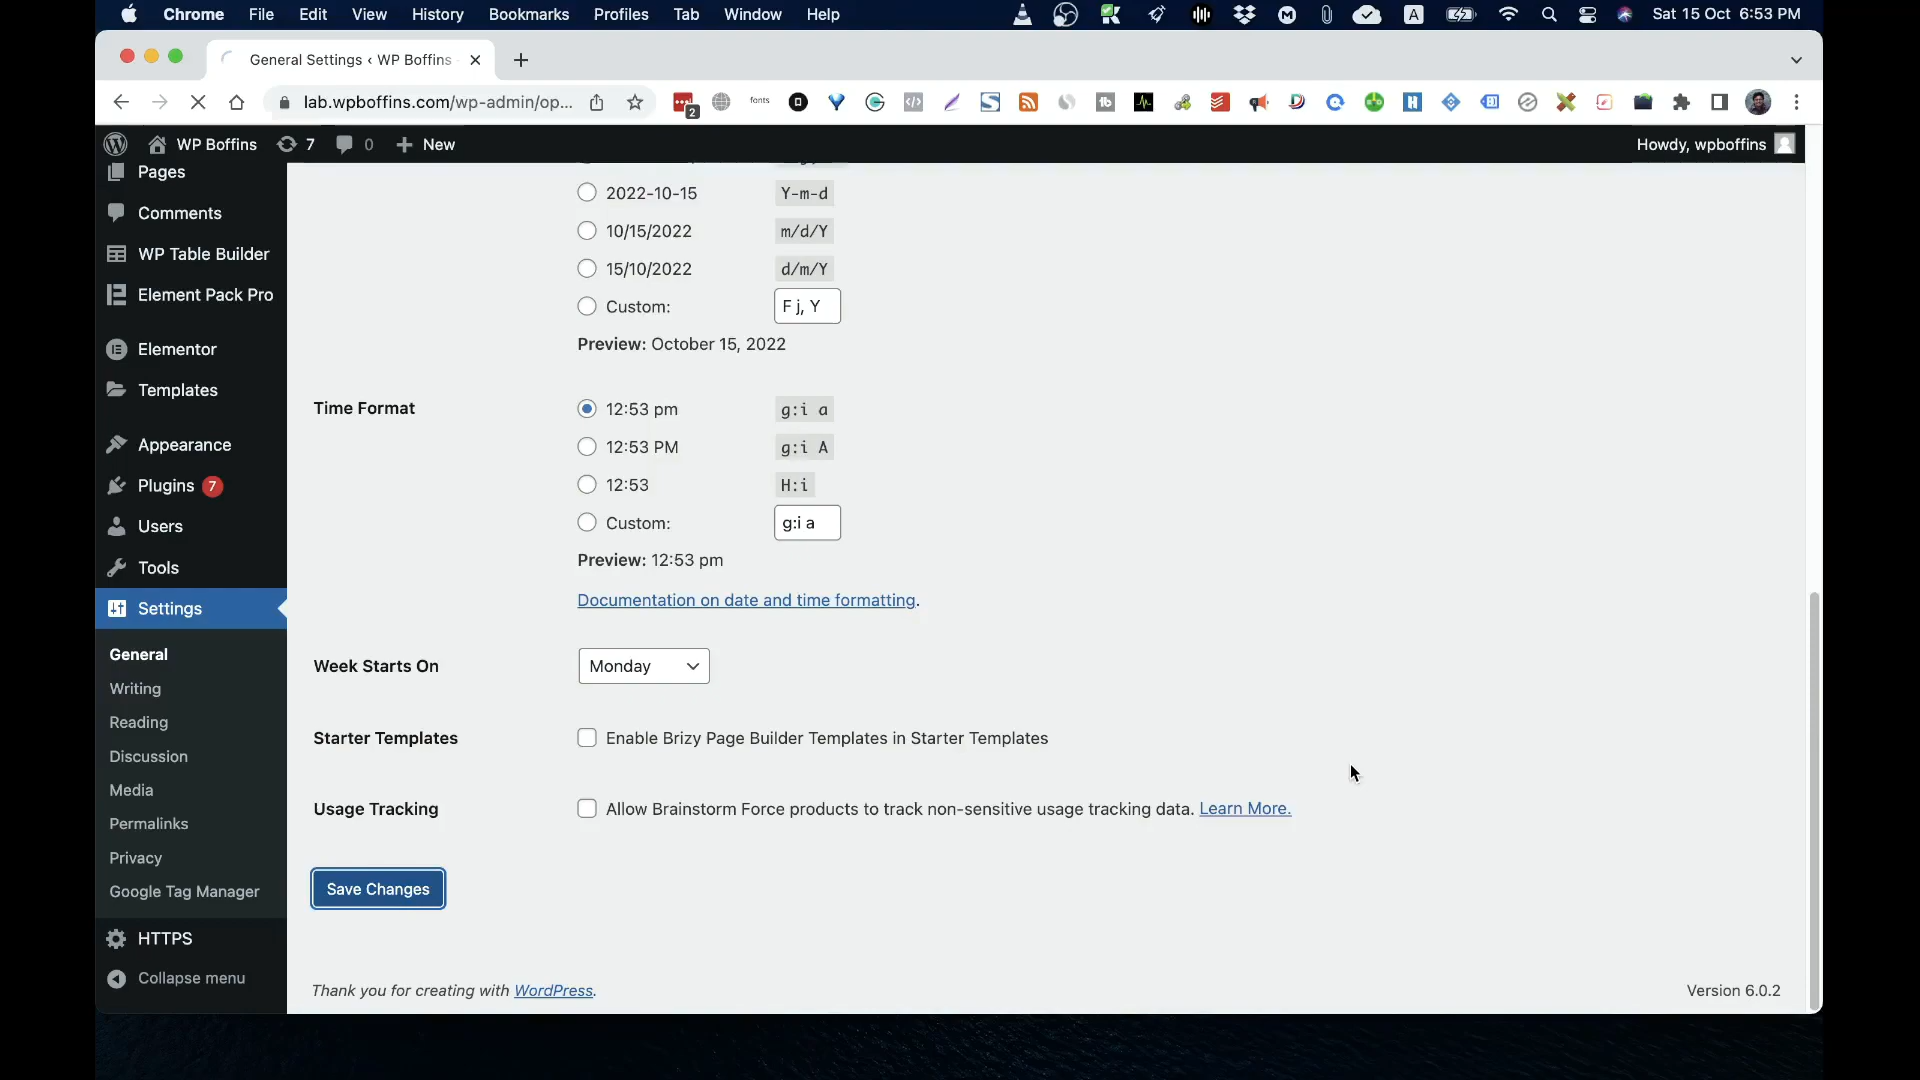 Chrome File Edit View History Bookmarks Profiles Tab Window Help Sat 15 Oct 6:53 PM
General Settings ‹ WP Boffins
lab.wpboffins.com/wp-admin/op... 2 fonts
WP Boffins 7 0 New Howdy, wpboffins
Pages
Comments
WP Table Builder
Element Pack Pro
Elementor
Templates
Appearance
Plugins 7
Users
Tools
Settings
General
Writing
Reading
Discussion
Media
Permalinks
Privacy
Google Tag Manager
HTTPS
Collapse menu
2022-10-15 Y-m-d
10/15/2022 m/d/Y
15/10/2022 d/m/Y
Custom: F j, Y
Preview: October 15, 2022
Time Format 12:53 pm g:i a
12:53 PM g:i A
12:53 H:i
Custom: g:i a
Preview: 12:53 pm
Documentation on date and time formatting.
Week Starts On Monday
Starter Templates Enable Brizy Page Builder Templates in Starter Templates
Usage Tracking Allow Brainstorm Force products to track non-sensitive usage tracking data. Learn More.
Save Changes
Thank you for creating with WordPress. Version 6.0.2